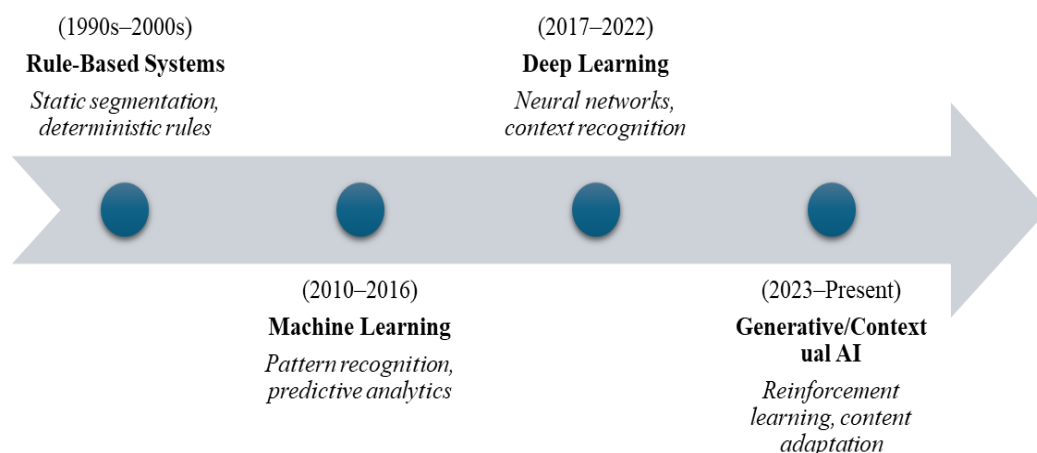 (1990s–2000s)
Rule-Based Systems
Static segmentation,
deterministic rules
(2010–2016)
Machine Learning
Pattern recognition,
predictive analytics
(2017–2022)
Deep Learning
Neural networks,
context recognition
(2023–Present)
Generative/Context
ual AI
Reinforcement
learning, content
adaptation